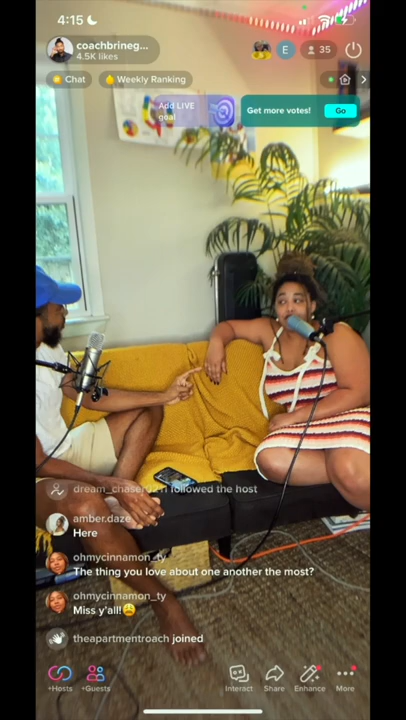 4:15
coachbrineg...
4.5K likes
E
35
Chat
Weekly Ranking
Add LIVE
goal
Get more votes!
Go
followed the host
amber.daze
Here
ohmycinnamon_ty
The thing you love about one another the most?
ohmycinnamon_ty
Miss y'all!😩
theapartmentroach joined
+Hosts
+Guests
Interact
Share
Enhance
More